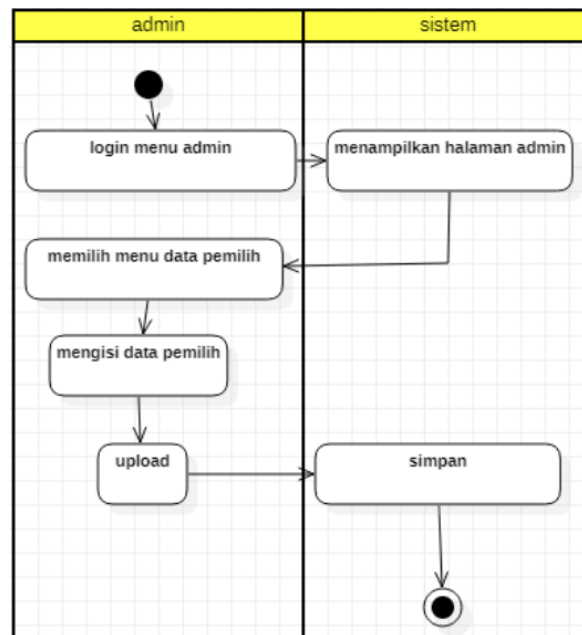 admin
sistem
login menu admin
menampilkan halaman admin
memilih menu data pemilih
mengisi data pemilih
upload
simpan